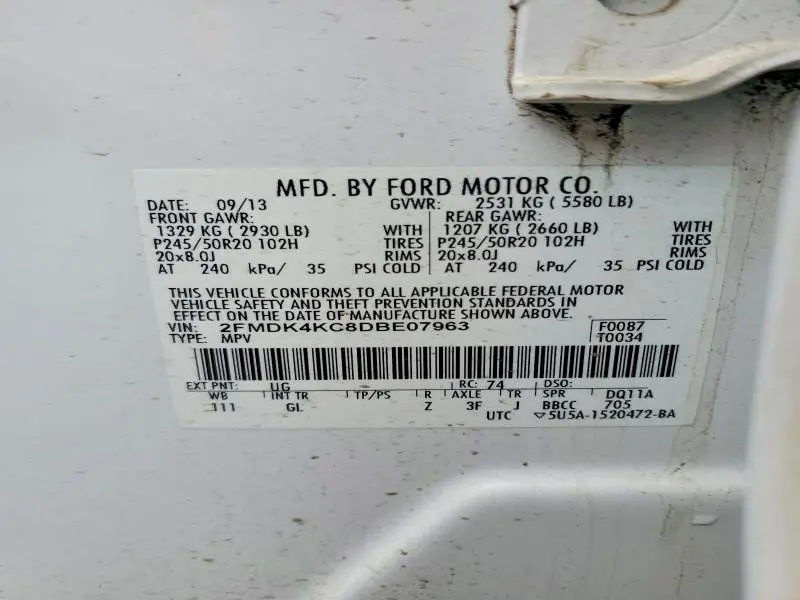 MFD. BY FORD MOTOR CO.
DATE: 09/13 GVWR: 2531 KG ( 5580 LB)
FRONT GAWR: REAR GAWR:
1329 KG ( 2930 LB) WITH 1207 KG ( 2660 LB) WITH
P245/50R20 102H TIRES P245/50R20 102H TIRES
20x8.0J RIMS 20x8.0J RIMS
AT 240 kPa/ 35 PSI COLD AT 240 kPa/ 35 PSI COLD
THIS VEHICLE CONFORMS TO ALL APPLICABLE FEDERAL MOTOR
VEHICLE SAFETY AND THEFT PREVENTION STANDARDS IN
EFFECT ON THE DATE OF MANUFACTURE SHOWN ABOVE.
VIN: 2FMDK4KC8DBE07963 F0087
TYPE: MPV T0034
EXT PNT: UG RC: 74 DSO:
WB INT TR TP/PS R AXLE TR SPR DQ11A
111 GL Z 3F J BBCC 705
UTC ▽5U5A-1520472-BA